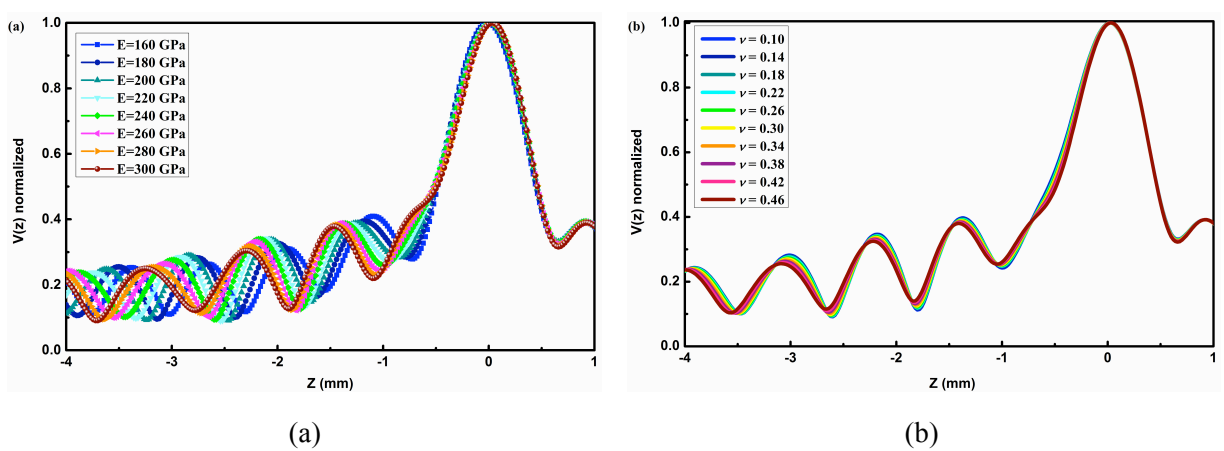 (a)
V(z) normalized
1.0
0.8
0.6
0.4
0.2
0.0
E=160 GPa
E=180 GPa
E=200 GPa
E=220 GPa
E=240 GPa
E=260 GPa
E=280 GPa
E=300 GPa
-4 -3 -2 -1 0 1
Z (mm)
(b)
V(z) normalized
1.0
0.8
0.6
0.4
0.2
0.0
ν = 0.10
ν = 0.14
ν = 0.18
ν = 0.22
ν = 0.26
ν = 0.30
ν = 0.34
ν = 0.38
ν = 0.42
ν = 0.46
-4 -3 -2 -1 0 1
Z (mm)
(a) (b)